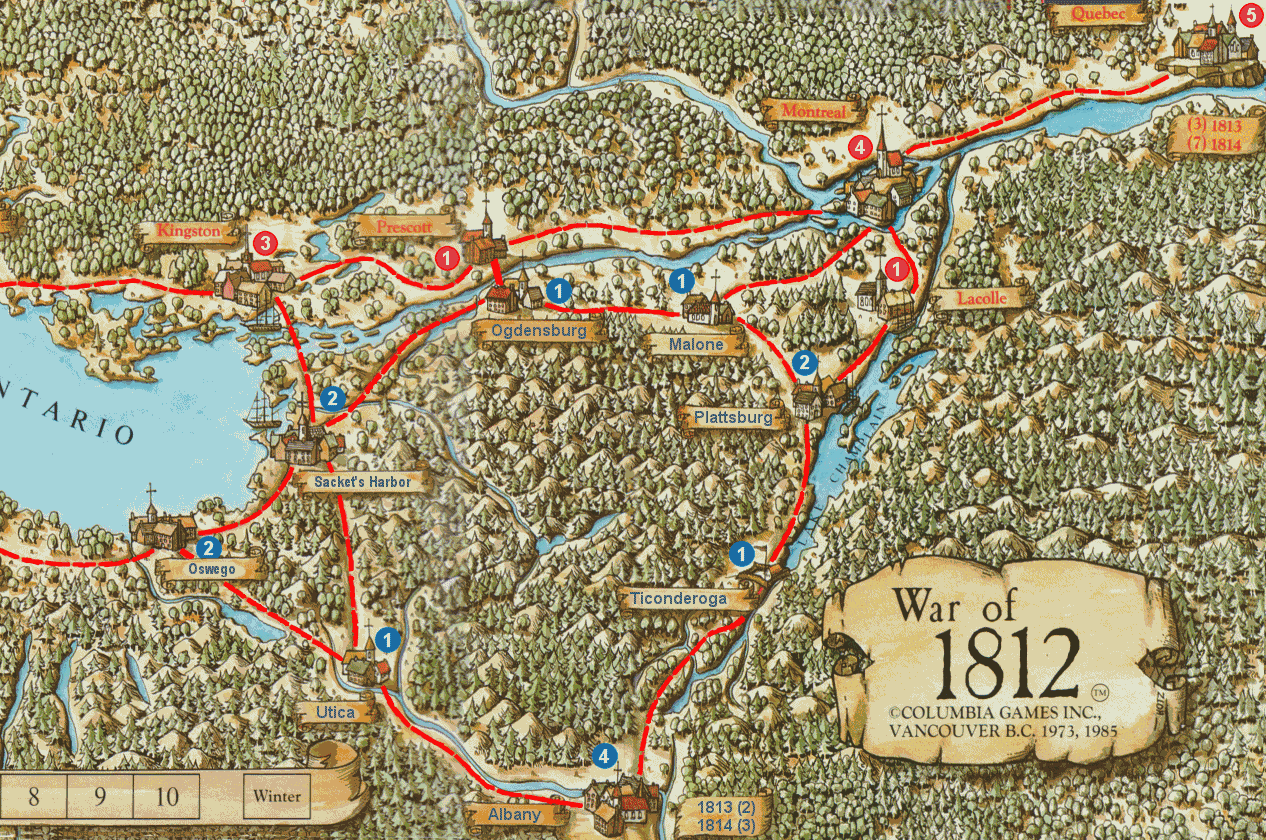 Quebec
5
Montreal
(3) 1813
(7) 1814
4
Kingston
Prescott
3
1
1
Lacolle
1
1
Ogdensburg
Malone
2
Plattsburg
2
NTARIO
LAKE CHAMPLAIN
Sacket's Harbor
2
Oswego
1
Ticonderoga
War of
1812 TM
©COLUMBIA GAMES INC.,
VANCOUVER B.C. 1973, 1985
1
Utica
4
8 9 10 Winter
Albany
1813 (2)
1814 (3)